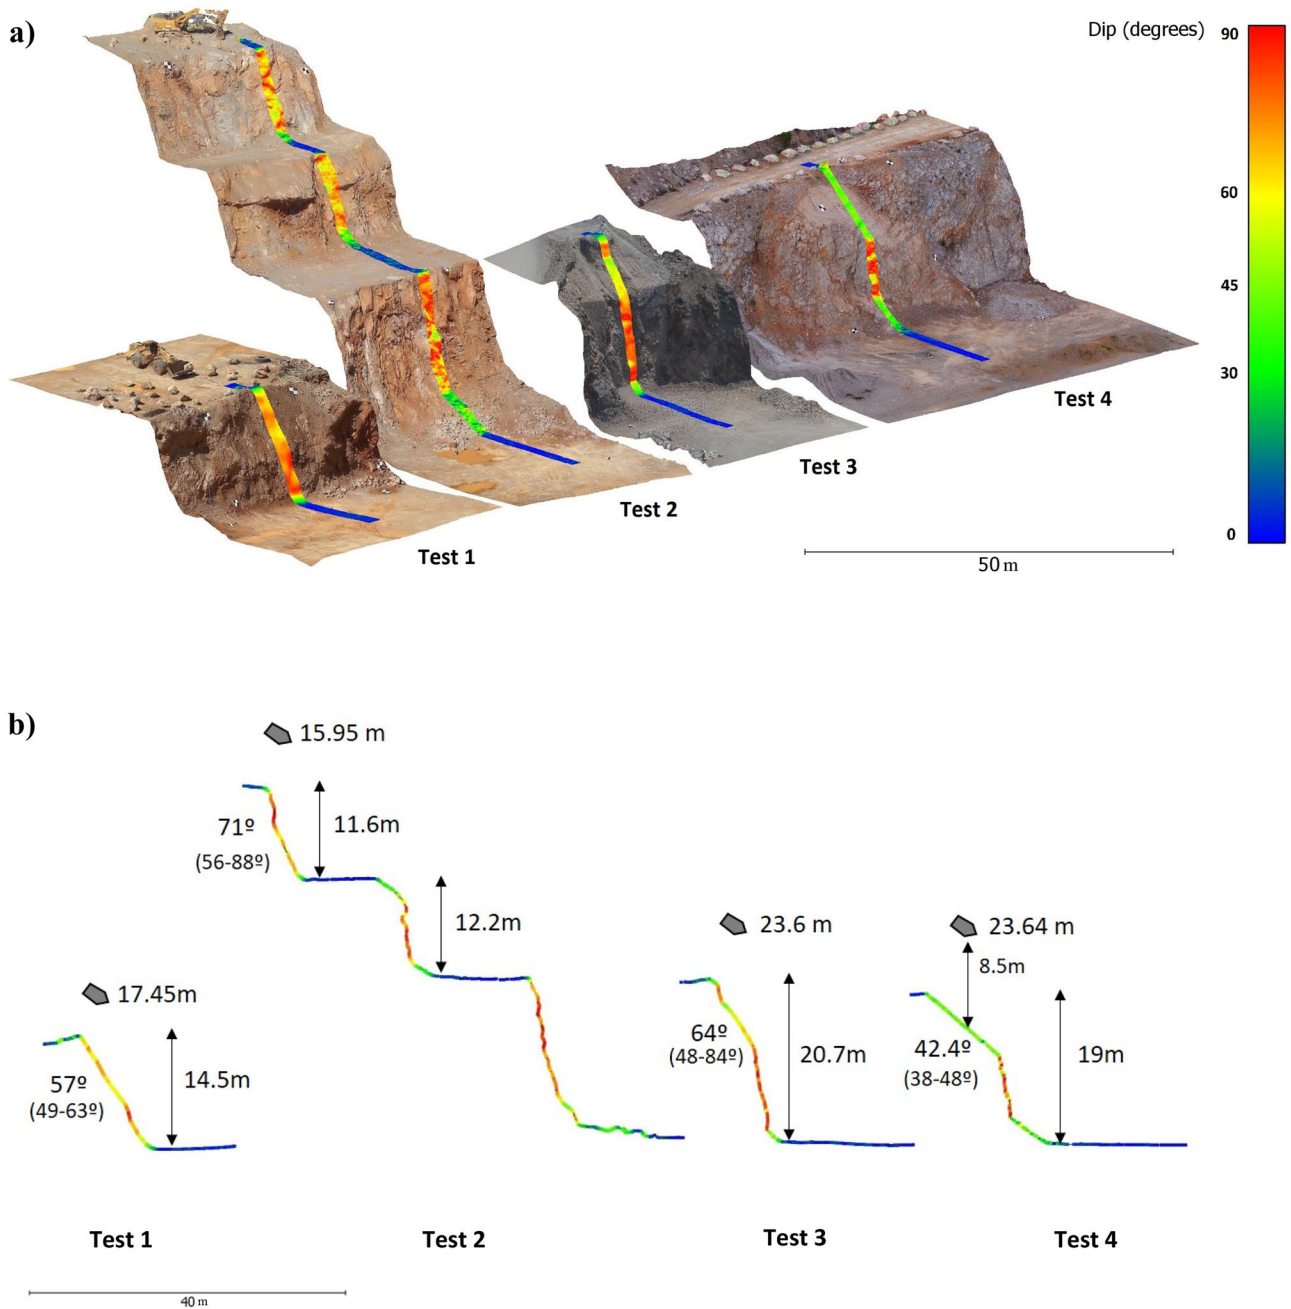 a)
Dip (degrees)
90
60
45
30
0
Test 4
Test 3
Test 2
Test 1
50 m
b)
15.95 m
11.6m
71º
(56-88º)
12.2m
23.6 m
23.64 m
8.5m
17.45m
64º
(48-84º)
20.7m
42.4º
(38-48º)
19m
57º
(49-63º)
14.5m
Test 1
Test 2
Test 3
Test 4
40 m